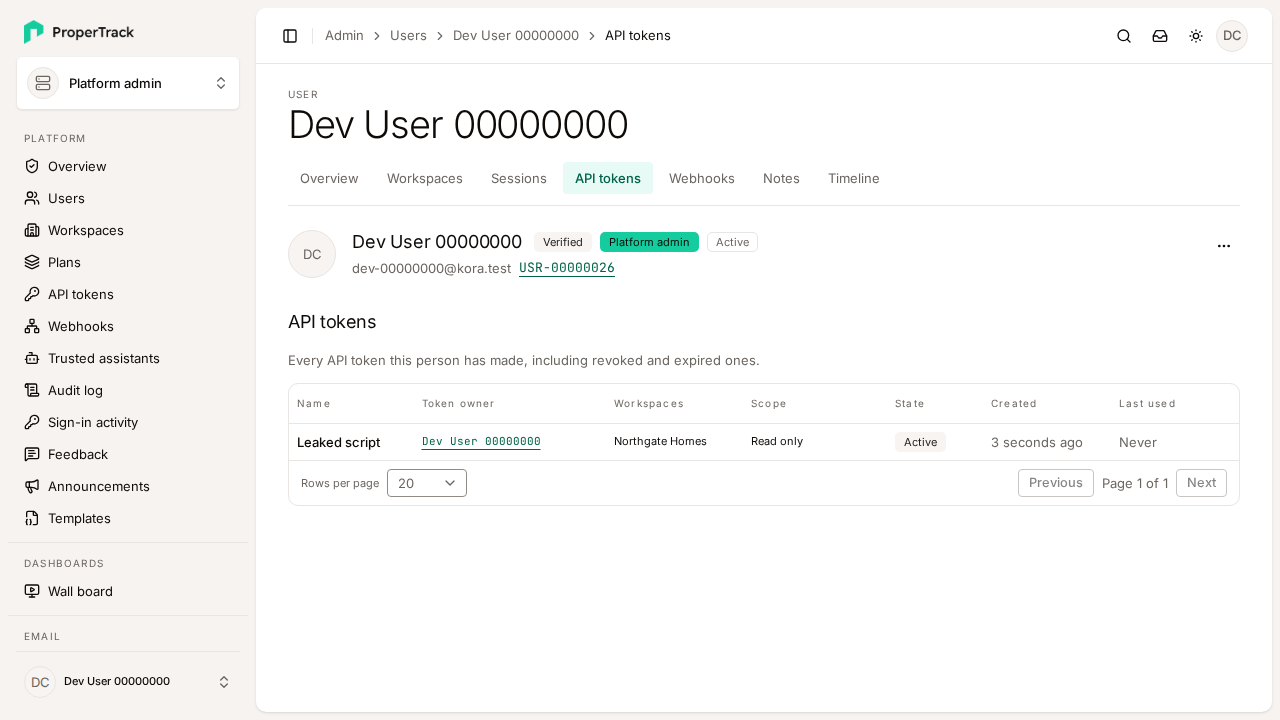 ProperTrack
Platform admin
PLATFORM
Overview
Users
Workspaces
Plans
API tokens
Webhooks
Trusted assistants
Audit log
Sign-in activity
Feedback
Announcements
Templates
DASHBOARDS
Wall board
EMAIL
DC Dev User 00000000
Admin > Users > Dev User 00000000 > API tokens
DC
USER
Dev User 00000000
Overview Workspaces Sessions API tokens Webhooks Notes Timeline
DC
Dev User 00000000 Verified Platform admin Active
dev-00000000@kora.test USR-00000026
API tokens
Every API token this person has made, including revoked and expired ones.
Name Token owner Workspaces Scope State Created Last used
Leaked script Dev User 00000000 Northgate Homes Read only Active 3 seconds ago Never
Rows per page 20 Previous Page 1 of 1 Next